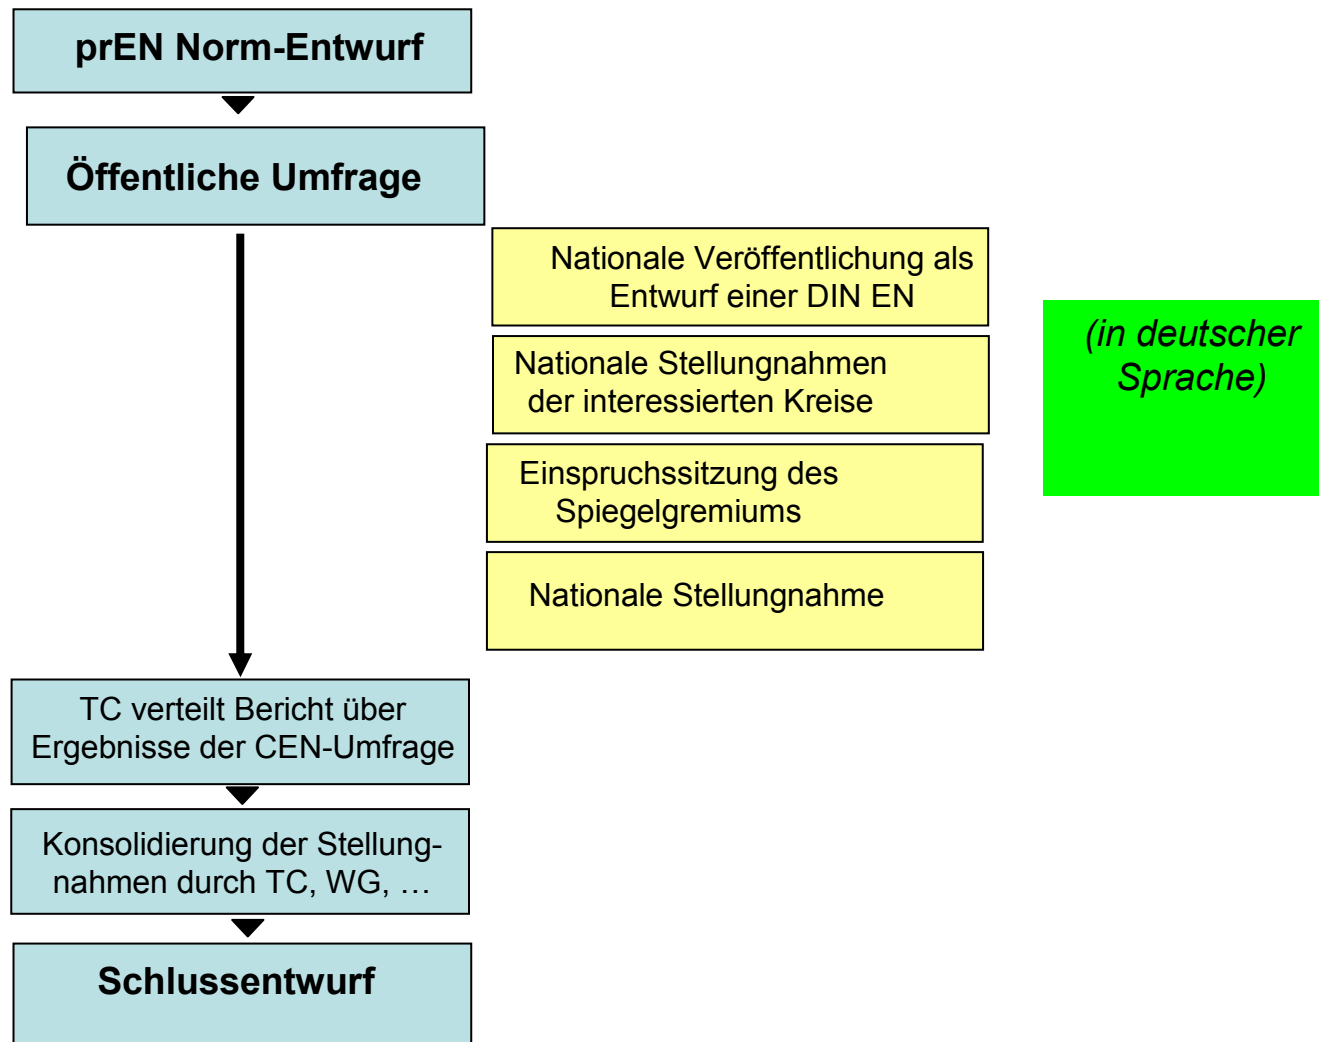 prEN Norm-Entwurf
Öffentliche Umfrage
Nationale Veröffentlichung als
Entwurf einer DIN EN
(in deutscher
Sprache)
Nationale Stellungnahmen
der interessierten Kreise
Einspruchssitzung des
Spiegelgremiums
Nationale Stellungnahme
TC verteilt Bericht über
Ergebnisse der CEN-Umfrage
Konsolidierung der Stellung-
nahmen durch TC, WG, …
Schlussentwurf